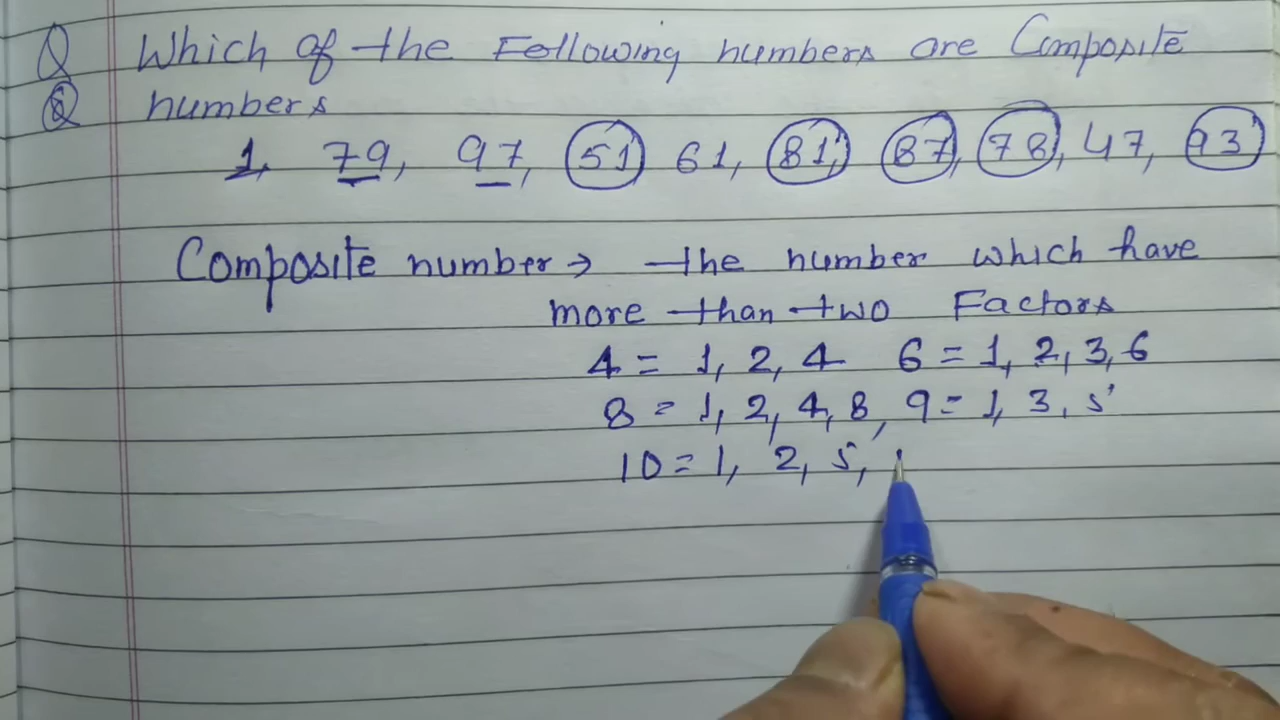 Q Which of the Following numbers are Composite
Q numbers
1, 79, 97, 51 61, 81, 87, 78, 47, 93
Composite number → the number which have
more than two Factors
4 = 1, 2, 4 6 = 1, 2, 3, 6
8 = 1, 2, 4, 8, 9 = 1, 3,
10 = 1, 2, 5,